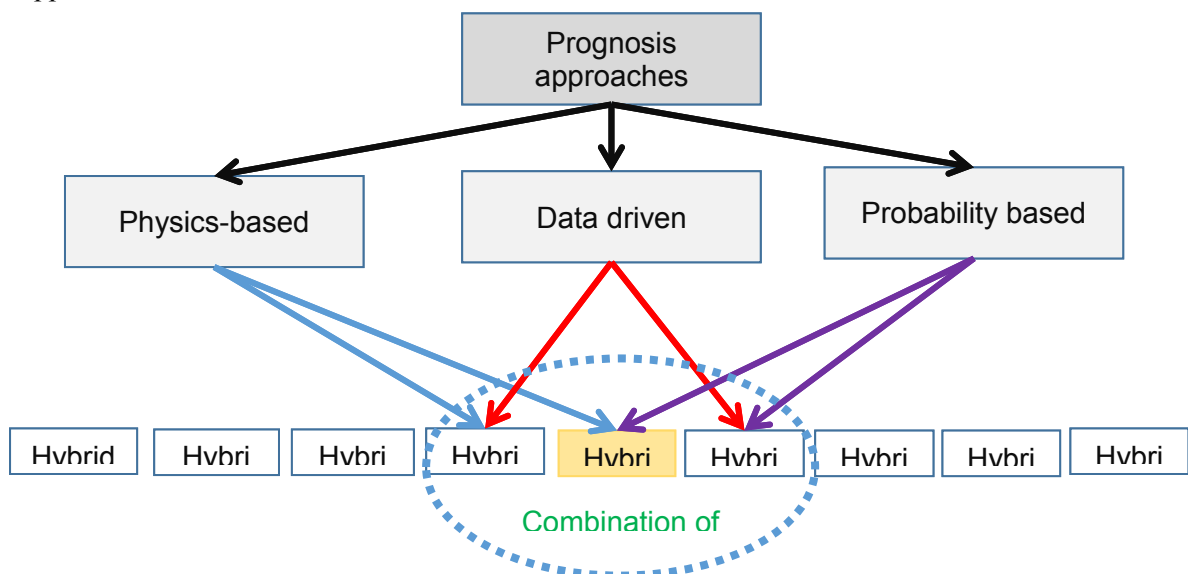 Prognosis
approaches
Physics-based
Data driven
Probability based
Hybrid
Hybri
Hybri
Hybri
Hybri
Hybri
Hybri
Hybri
Hybri
Combination of